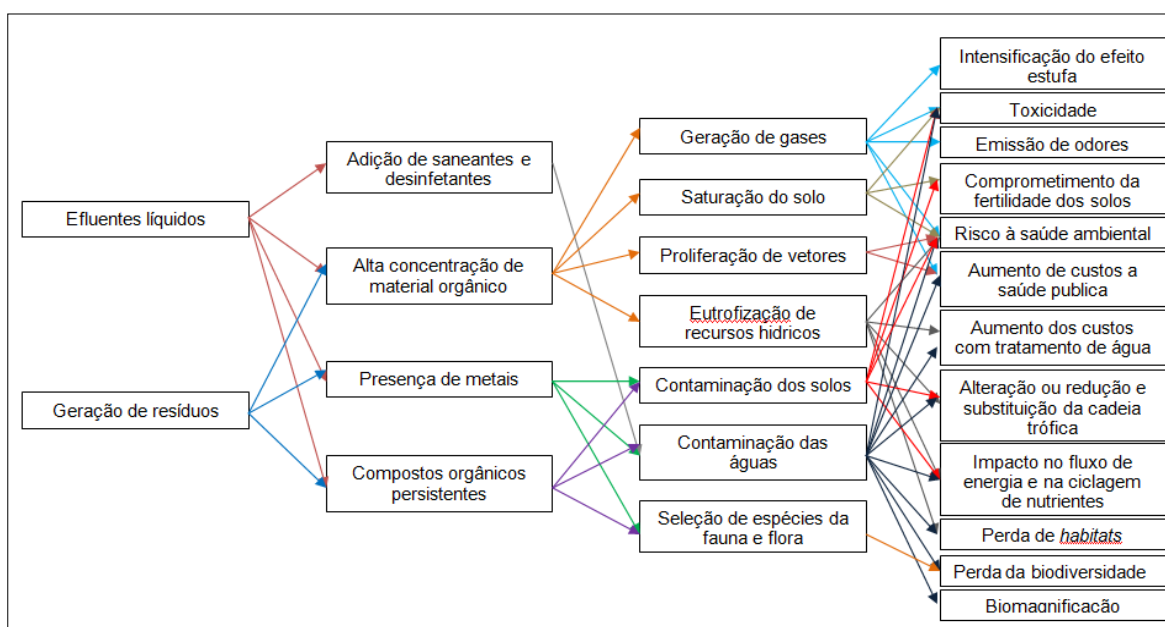 Efluentes líquidos
Geração de resíduos
Adição de saneantes e
desinfetantes
Alta concentração de
material orgânico
Presença de metais
Compostos orgânicos
persistentes
Geração de gases
Saturação do solo
Proliferação de vetores
Eutrofização de
recursos hidricos
Contaminação dos solos
Contaminação das
águas
Seleção de espécies da
fauna e flora
Intensificação do efeito
estufa
Toxicidade
Emissão de odores
Comprometimento da
fertilidade dos solos
Risco à saúde ambiental
Aumento de custos a
saúde publica
Aumento dos custos
com tratamento de água
Alteração ou redução e
substituição da cadeia
trófica
Impacto no fluxo de
energia e na ciclagem
de nutrientes
Perda de habitats
Perda da biodiversidade
Biomagnificação